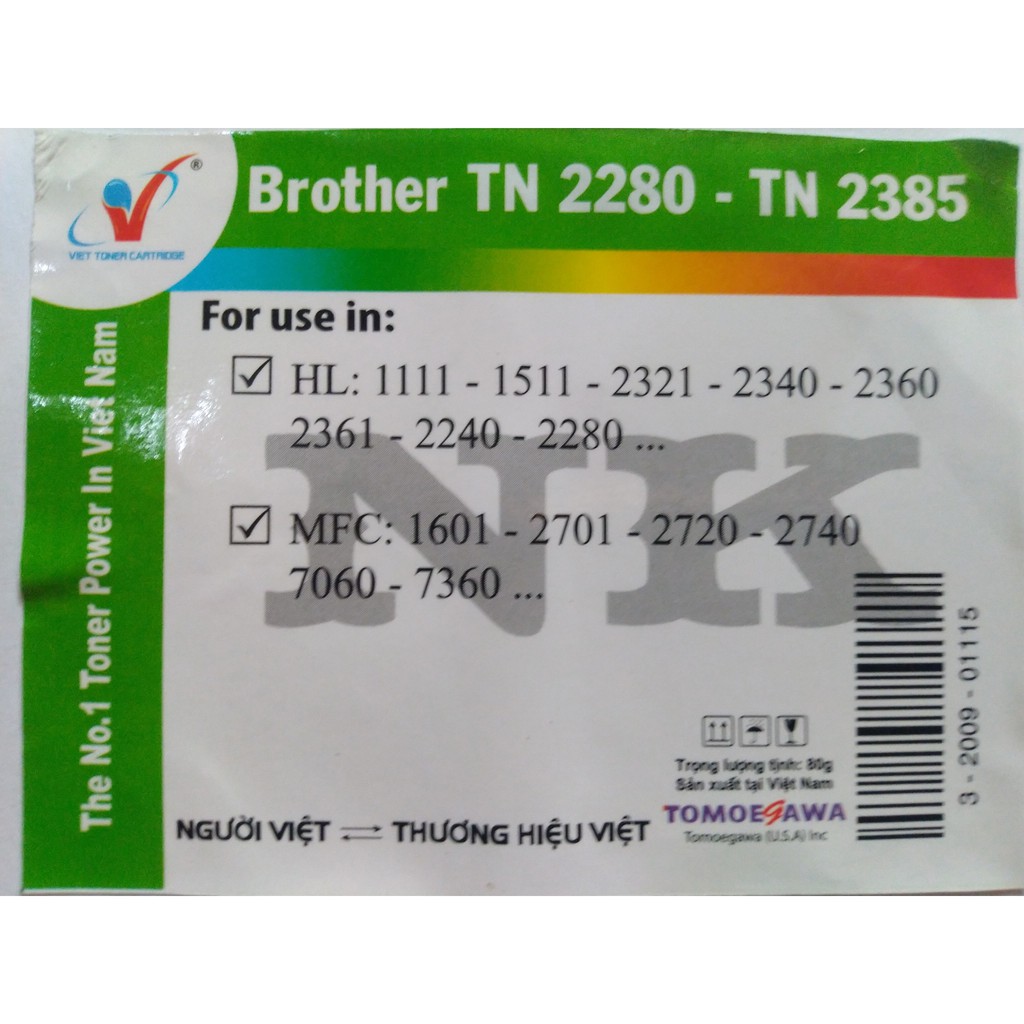 VIET TONER CARTRIDGE
®
Brother TN 2280 - TN 2385
The No.1 Toner Power In Viet Nam
For use in:
HL: 1111 - 1511 - 2321 - 2340 - 2360
2361 - 2240 - 2280 ...
MFC: 1601 - 2701 - 2720 - 2740
7060 - 7360 ...
NK
3 - 2009 - 01115
Trọng lượng tịnh: 80g
Sản xuất tại Việt Nam
TOMOEGAWA
Tomoegawa (U.S.A) Inc
NGƯỜI VIỆT ⇌ THƯƠNG HIỆU VIỆT